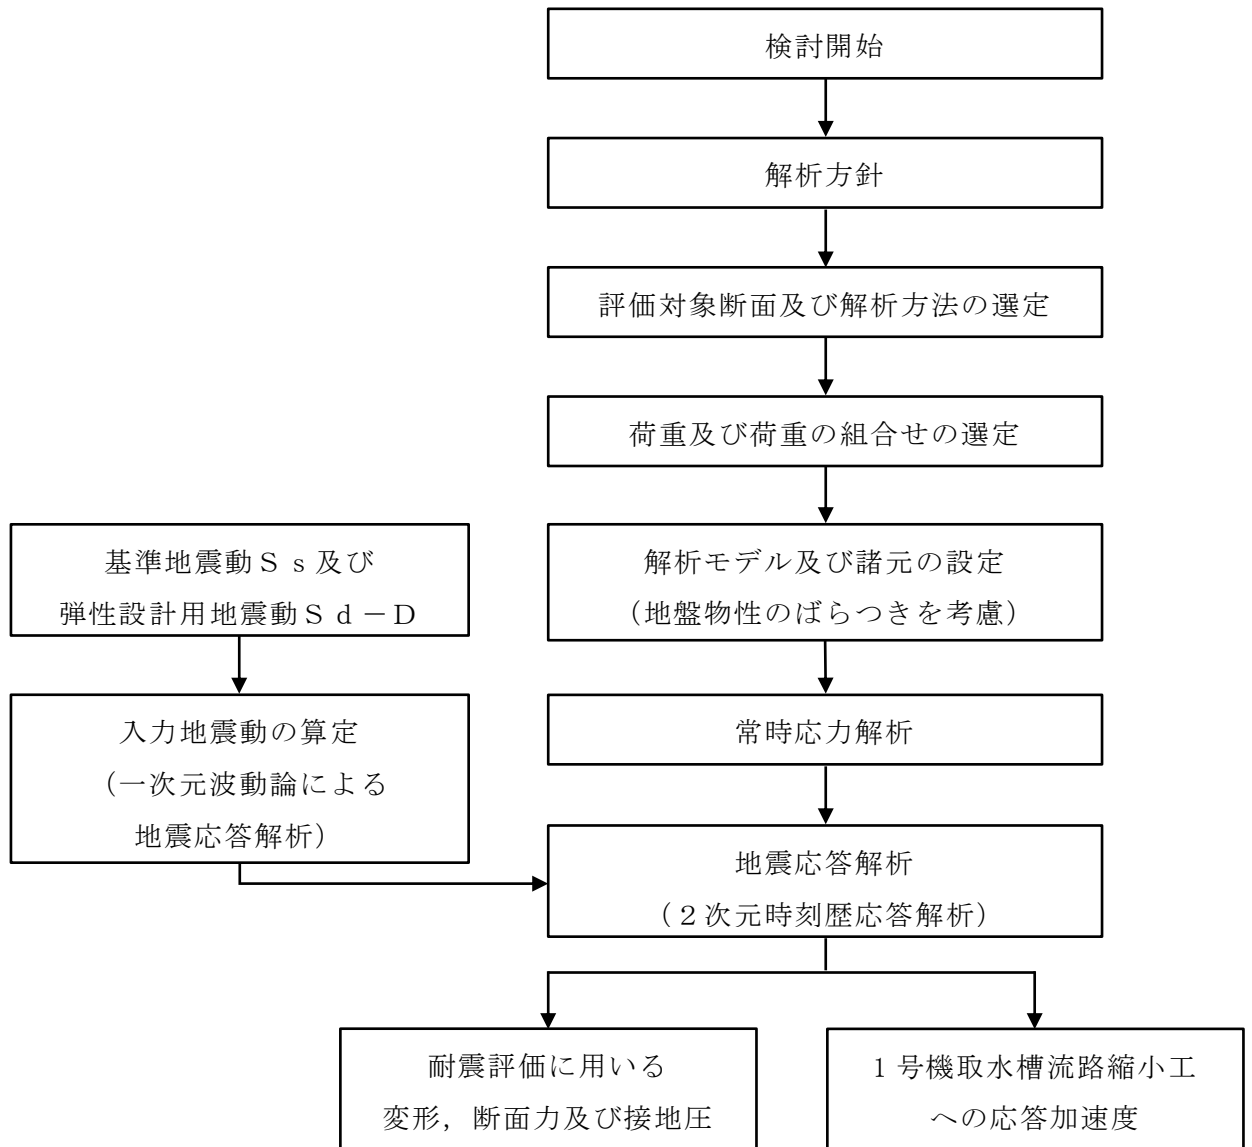 検討開始
解析方針
評価対象断面及び解析方法の選定
荷重及び荷重の組合せの選定
基準地震動Ｓｓ及び
弾性設計用地震動Ｓｄ－Ｄ
解析モデル及び諸元の設定
（地盤物性のばらつきを考慮）
入力地震動の算定
（一次元波動論による
地震応答解析）
常時応力解析
地震応答解析
（２次元時刻歴応答解析）
耐震評価に用いる
変形，断面力及び接地圧
１号機取水槽流路縮小工
への応答加速度